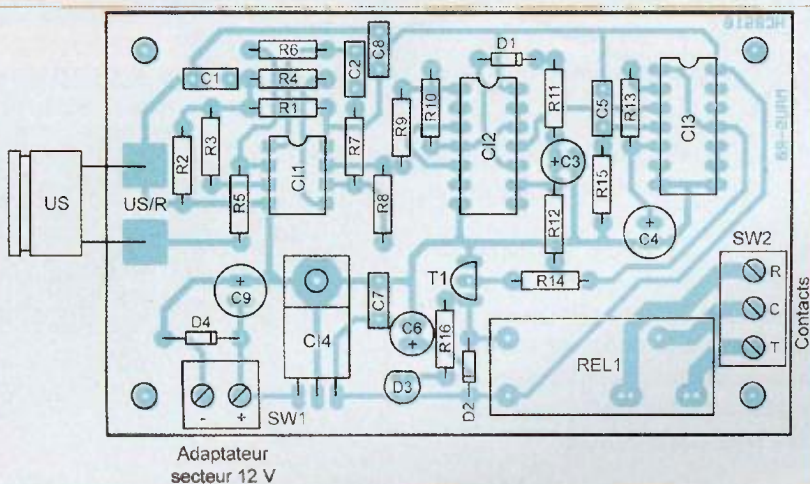 R6
C8
C2
D1
C1
R4
R1
R2
R3
R7
R9
R10
R11
C5
R13
CI3
CI2
CI1
US
US/R
R5
R8
+C3
R15
R12
C4
SW2
R
C
T
Contacts
+
C9
T1
R14
C7
CI4
C6
+
R16
D4
D3
D2
REL1
- +
SW1
Adaptateur
secteur 12 V